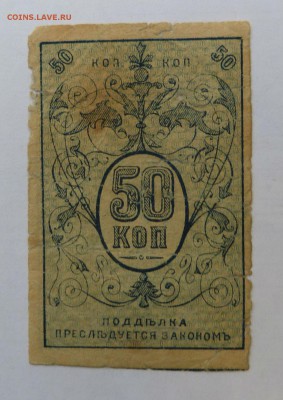 COINS.LAVE.RU
50 КОП КОП 50
50
КОП
ПОДДѢЛКА
ПРЕСЛѢДУЕТСЯ ЗАКОНОМЪ